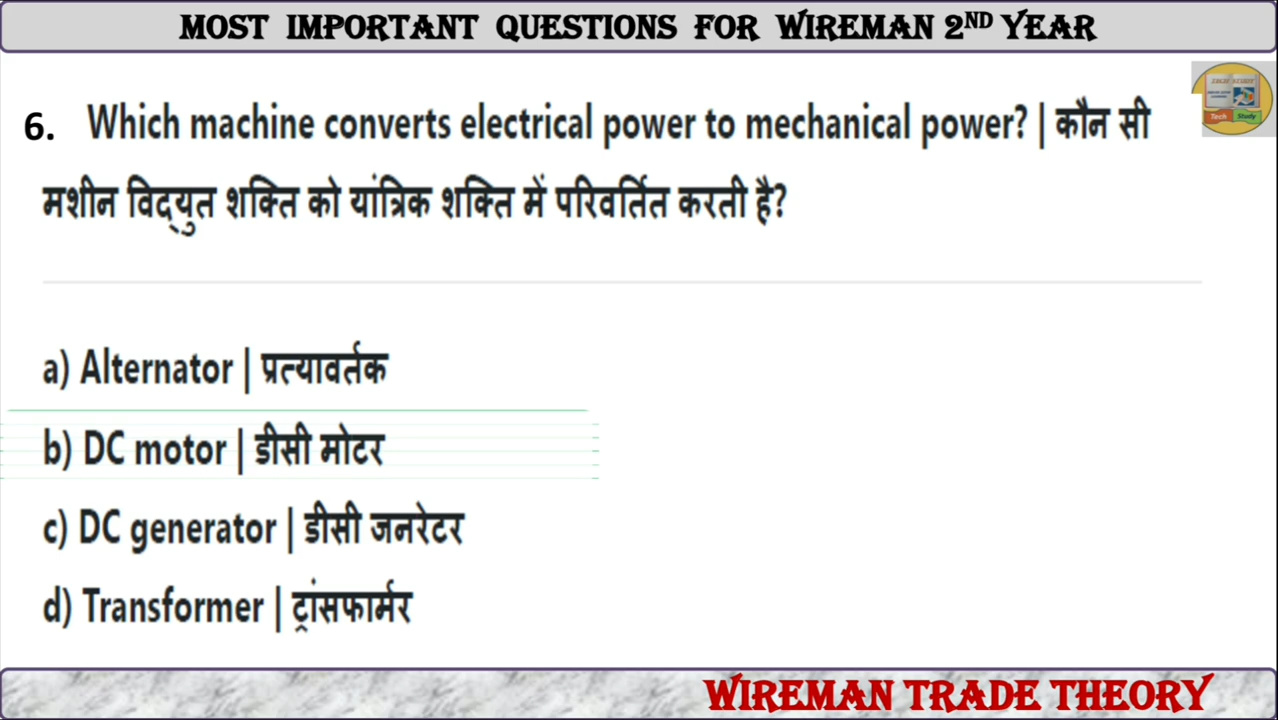 MOST IMPORTANT QUESTIONS FOR WIREMAN 2ND YEAR
6. Which machine converts electrical power to mechanical power? | कौन सी
मशीन विद्युत शक्ति को यांत्रिक शक्ति में परिवर्तित करती है?
Tech Study
a) Alternator | प्रत्यावर्तक
b) DC motor | डीसी मोटर
c) DC generator | डीसी जनरेटर
d) Transformer | ट्रांसफार्मर
WIREMAN TRADE THEORY